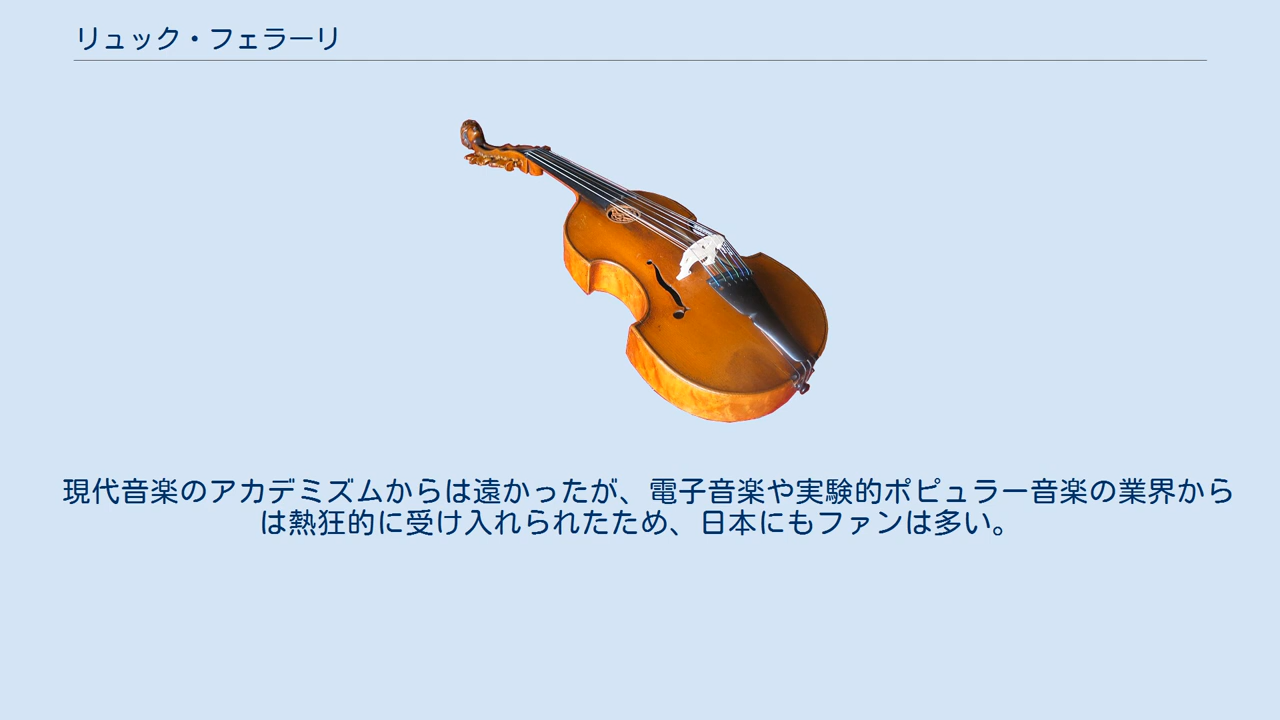 リュック・フェラーリ
現代音楽のアカデミズムからは遠かったが、電子音楽や実験的ポピュラー音楽の業界から
は熱狂的に受け入れられたため、日本にもファンは多い。